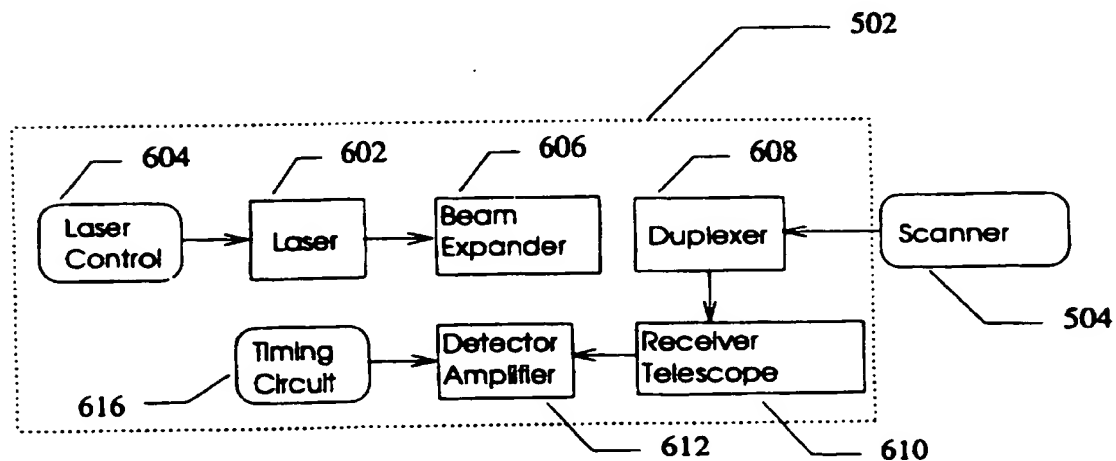 502
604
602
606
608
Laser
Control
Laser
Beam
Expander
Duplexer
Scanner
504
Timing
Circuit
Detector
Amplifier
Receiver
Telescope
616
612
610